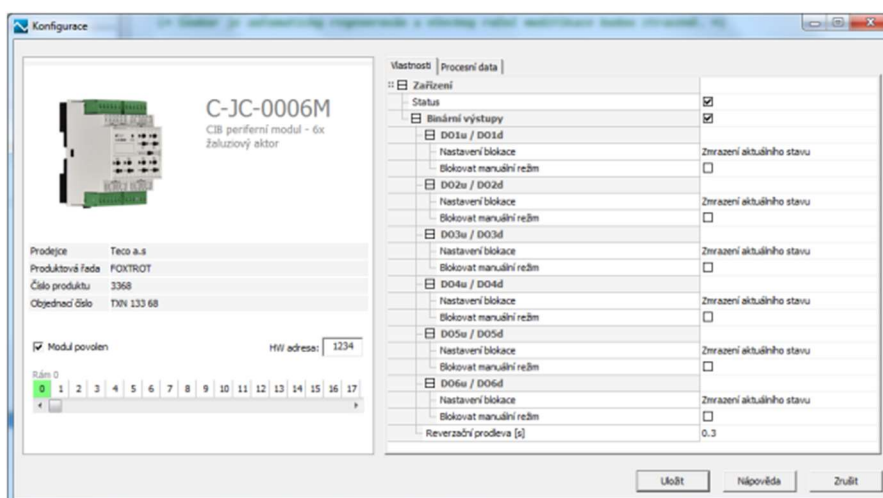 Konfigurace
C-JC-0006M
CIB periferní modul - 6x
žaluziový aktor
Prodejce Teco a.s
Produktová řada FOXTROT
Číslo produktu 3368
Objednací číslo TXN 133 68
Modul povolen HW adresa: 1234
Rám 0
0 1 2 3 4 5 6 7 8 9 10 11 12 13 14 15 16 17
Vlastnosti Procesní data
Zařízení
Status
Binární výstupy
DO1u / DO1d
Nastavení blokace Zmrazení aktuálního stavu
Blokovat manuální režim
DO2u / DO2d
Nastavení blokace Zmrazení aktuálního stavu
Blokovat manuální režim
DO3u / DO3d
Nastavení blokace Zmrazení aktuálního stavu
Blokovat manuální režim
DO4u / DO4d
Nastavení blokace Zmrazení aktuálního stavu
Blokovat manuální režim
DO5u / DO5d
Nastavení blokace Zmrazení aktuálního stavu
Blokovat manuální režim
DO6u / DO6d
Nastavení blokace Zmrazení aktuálního stavu
Blokovat manuální režim
Reverzační prodleva [s] 0.3
Uložit Nápověda Zrušit